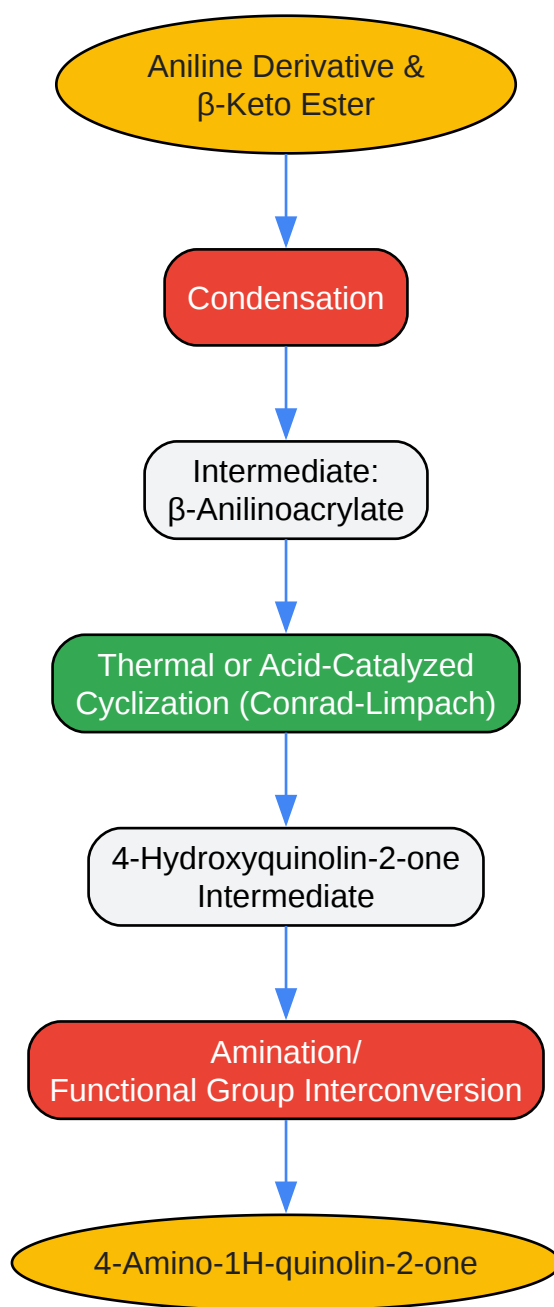 Aniline Derivative &
β-Keto Ester
Condensation
Intermediate:
β-Anilinoacrylate
Thermal or Acid-Catalyzed
Cyclization (Conrad-Limpach)
4-Hydroxyquinolin-2-one
Intermediate
Amination/
Functional Group Interconversion
4-Amino-1H-quinolin-2-one